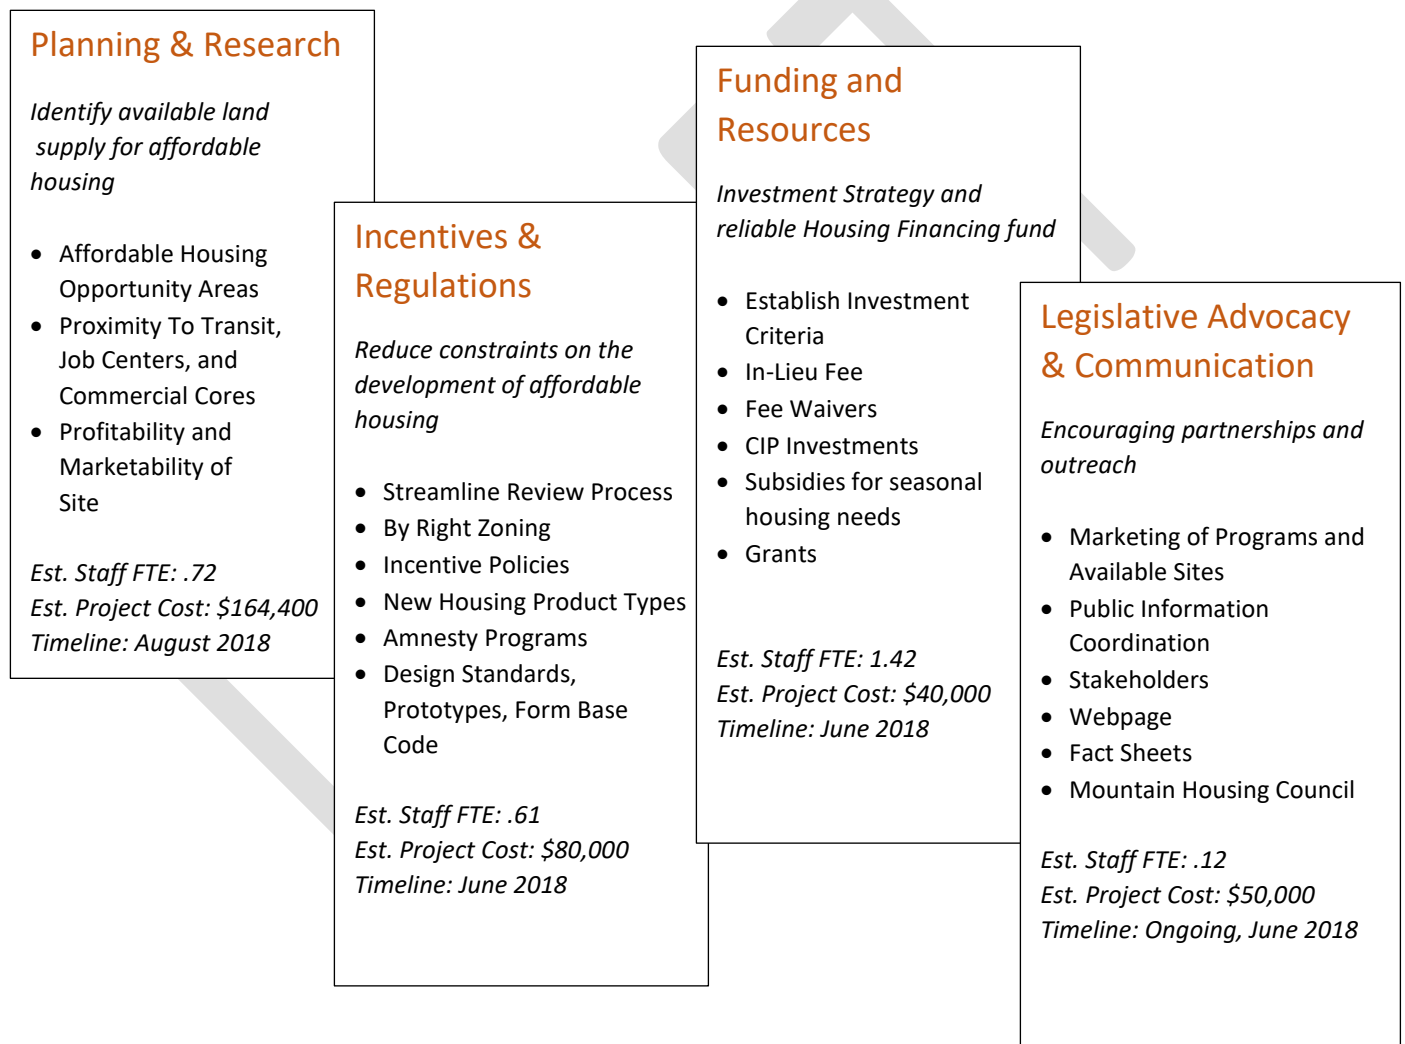 Planning & Research
Identify available land
supply for affordable
housing
• Affordable Housing
Opportunity Areas
• Proximity To Transit,
Job Centers, and
Commercial Cores
• Profitability and
Marketability of
Site
Est. Staff FTE: .72
Est. Project Cost: $164,400
Timeline: August 2018
Incentives &
Regulations
Reduce constraints on the
development of affordable
housing
• Streamline Review Process
• By Right Zoning
• Incentive Policies
• New Housing Product Types
• Amnesty Programs
• Design Standards,
Prototypes, Form Base
Code
Est. Staff FTE: .61
Est. Project Cost: $80,000
Timeline: June 2018
Funding and
Resources
Investment Strategy and
reliable Housing Financing fund
• Establish Investment
Criteria
• In-Lieu Fee
• Fee Waivers
• CIP Investments
• Subsidies for seasonal
housing needs
• Grants
Est. Staff FTE: 1.42
Est. Project Cost: $40,000
Timeline: June 2018
Legislative Advocacy
& Communication
Encouraging partnerships and
outreach
• Marketing of Programs and
Available Sites
• Public Information
Coordination
• Stakeholders
• Webpage
• Fact Sheets
• Mountain Housing Council
Est. Staff FTE: .12
Est. Project Cost: $50,000
Timeline: Ongoing, June 2018